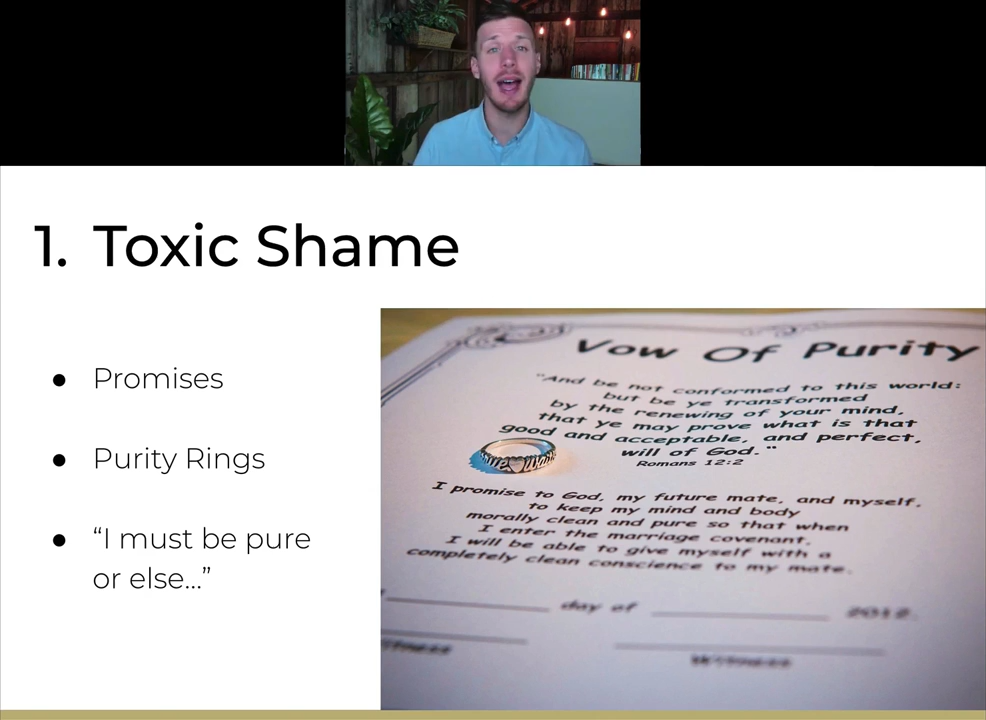 1. Toxic Shame
● Promises
● Purity Rings
● “I must be pure
or else...”
Vow Of Purity
"And be not conformed to this world:
but be ye transformed
by the renewing of your mind,
that ye may prove what is that
good and acceptable, and perfect,
will of God."
Romans 12:2
I promise to God, my future mate, and myself,
to keep my mind and body
morally clean and pure so that when
I enter the marriage covenant,
I will be able to give myself with a
completely clean conscience to my mate.
day of 2012.
Witness